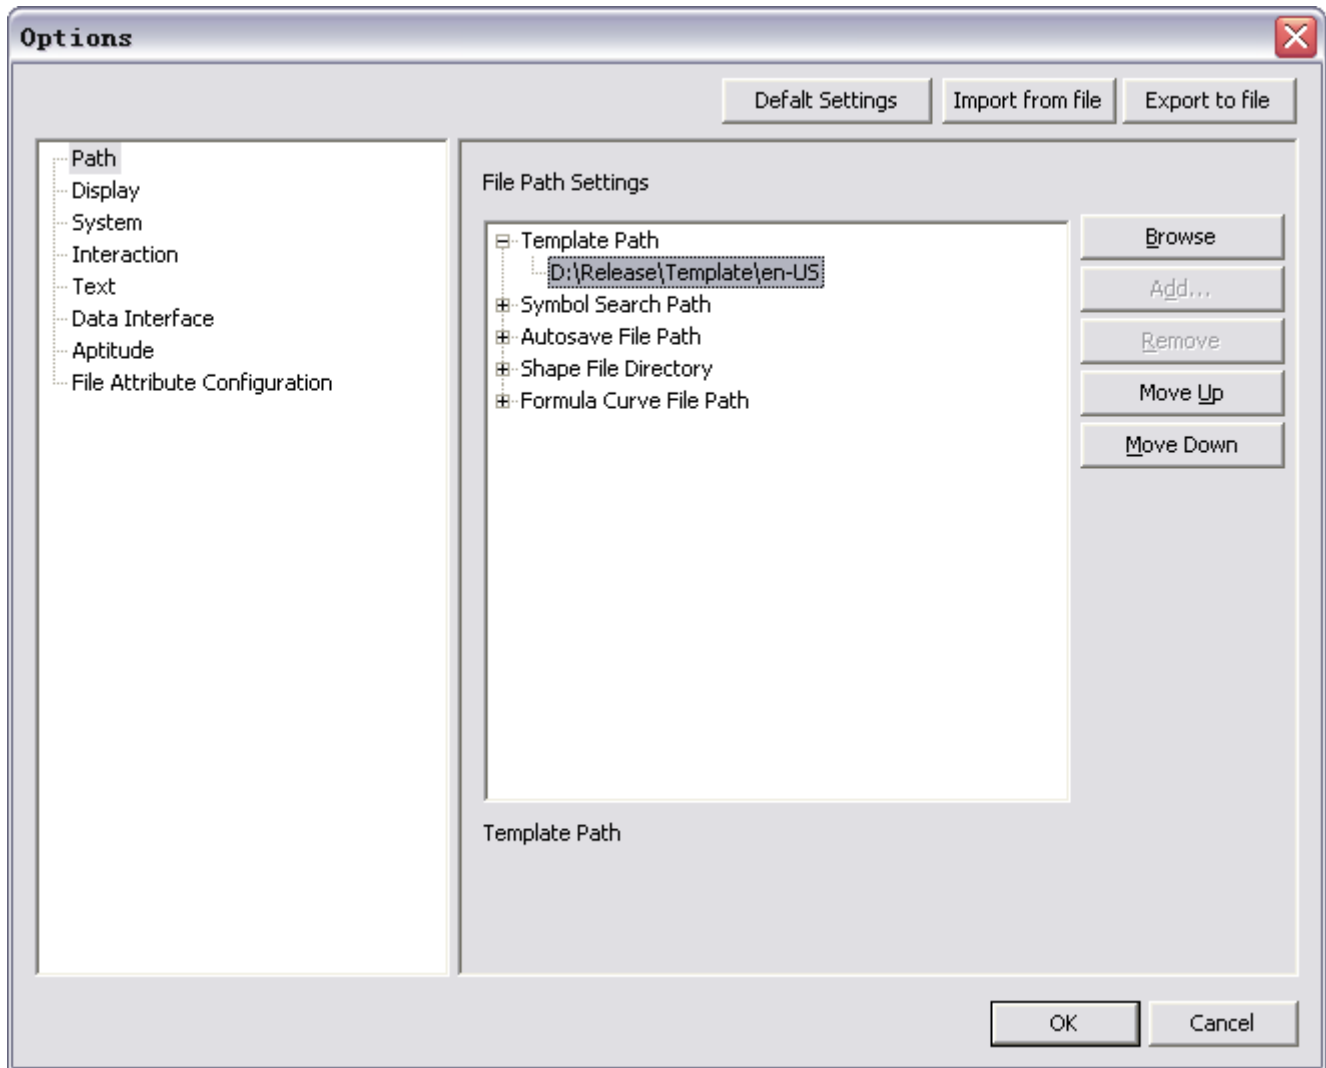 Options
Defalt Settings
Import from file
Export to file
Path
Display
System
Interaction
Text
Data Interface
Aptitude
File Attribute Configuration
File Path Settings
Template Path
D:\Release\Template\en-US
Symbol Search Path
Autosave File Path
Shape File Directory
Formula Curve File Path
Browse
Add...
Remove
Move Up
Move Down
Template Path
OK
Cancel